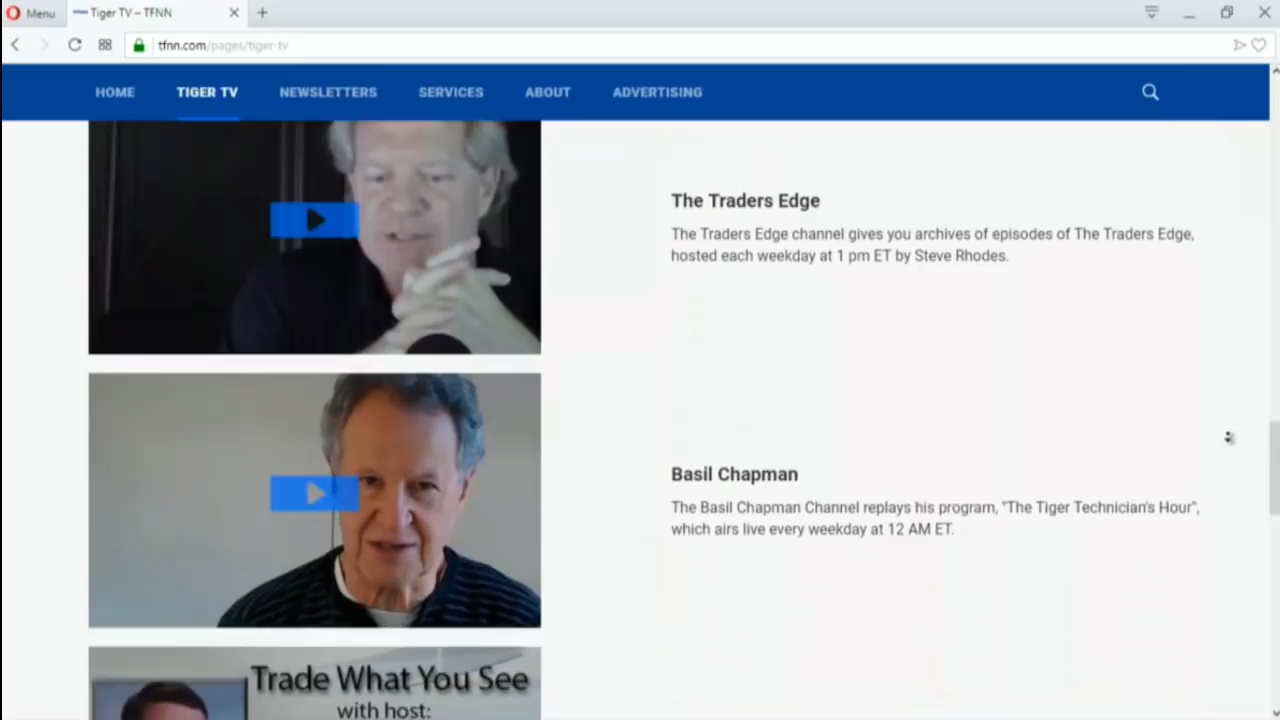 Menu
Tiger TV – TFNN
tfnn.com/pages/tiger-tv
HOME TIGER TV NEWSLETTERS SERVICES ABOUT ADVERTISING
The Traders Edge
The Traders Edge channel gives you archives of episodes of The Traders Edge,
hosted each weekday at 1 pm ET by Steve Rhodes.
Basil Chapman
The Basil Chapman Channel replays his program, "The Tiger Technician's Hour",
which airs live every weekday at 12 AM ET.
Trade What You See
with host: